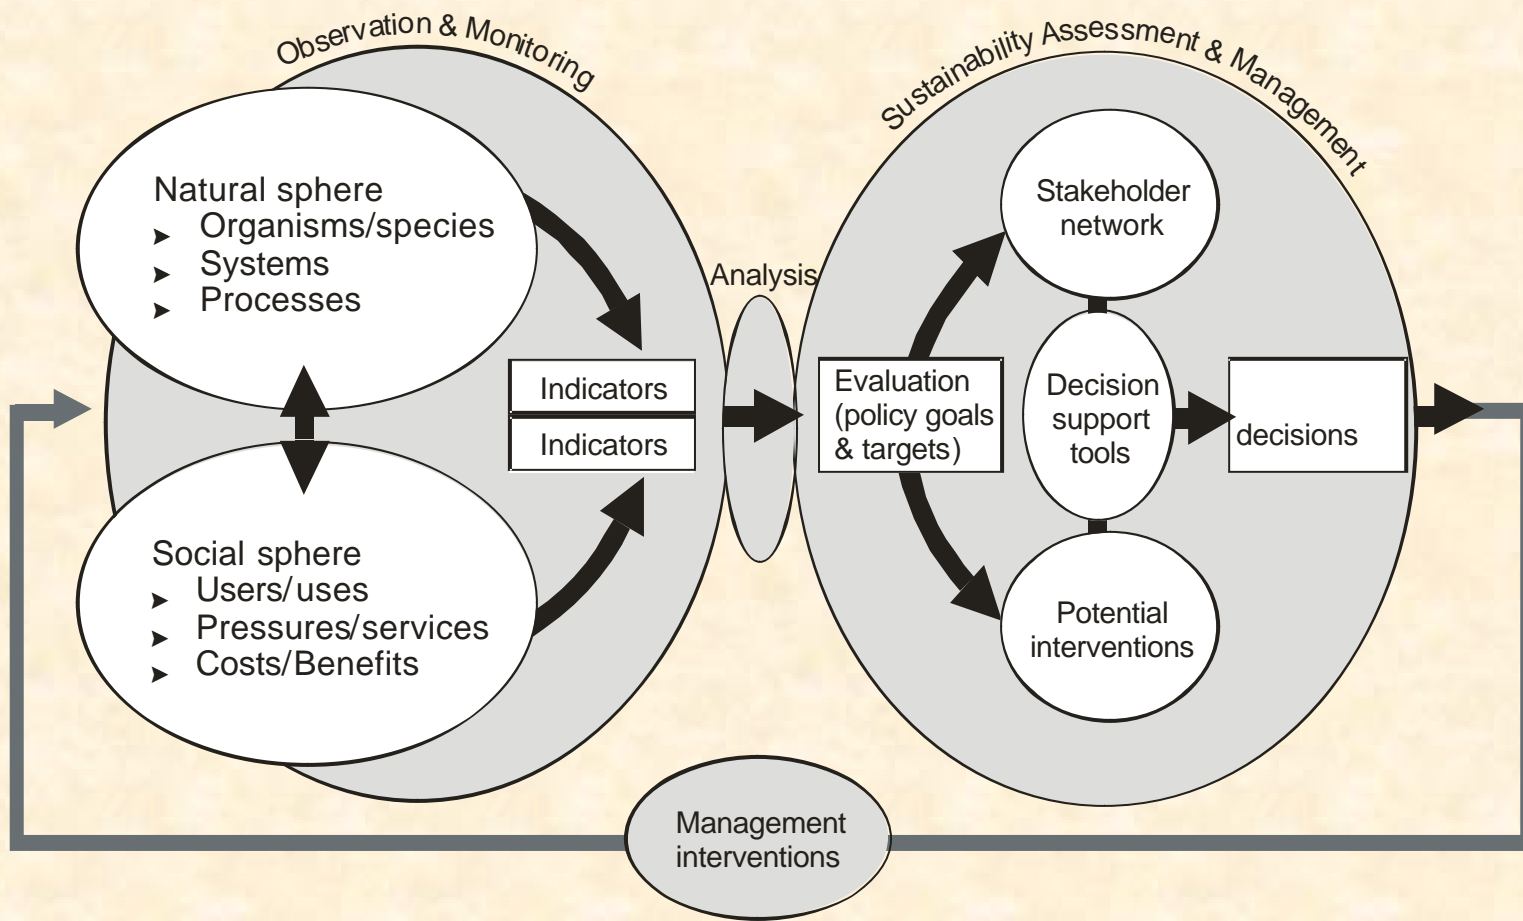 Observation & Monitoring
Natural sphere
➤ Organisms/species
➤ Systems
➤ Processes
Social sphere
➤ Users/uses
➤ Pressures/services
➤ Costs/Benefits
Indicators
Indicators
Analysis
Sustainability Assessment & Management
Stakeholder
network
Evaluation
(policy goals
& targets)
Decision
support
tools
decisions
Potential
interventions
Management
interventions